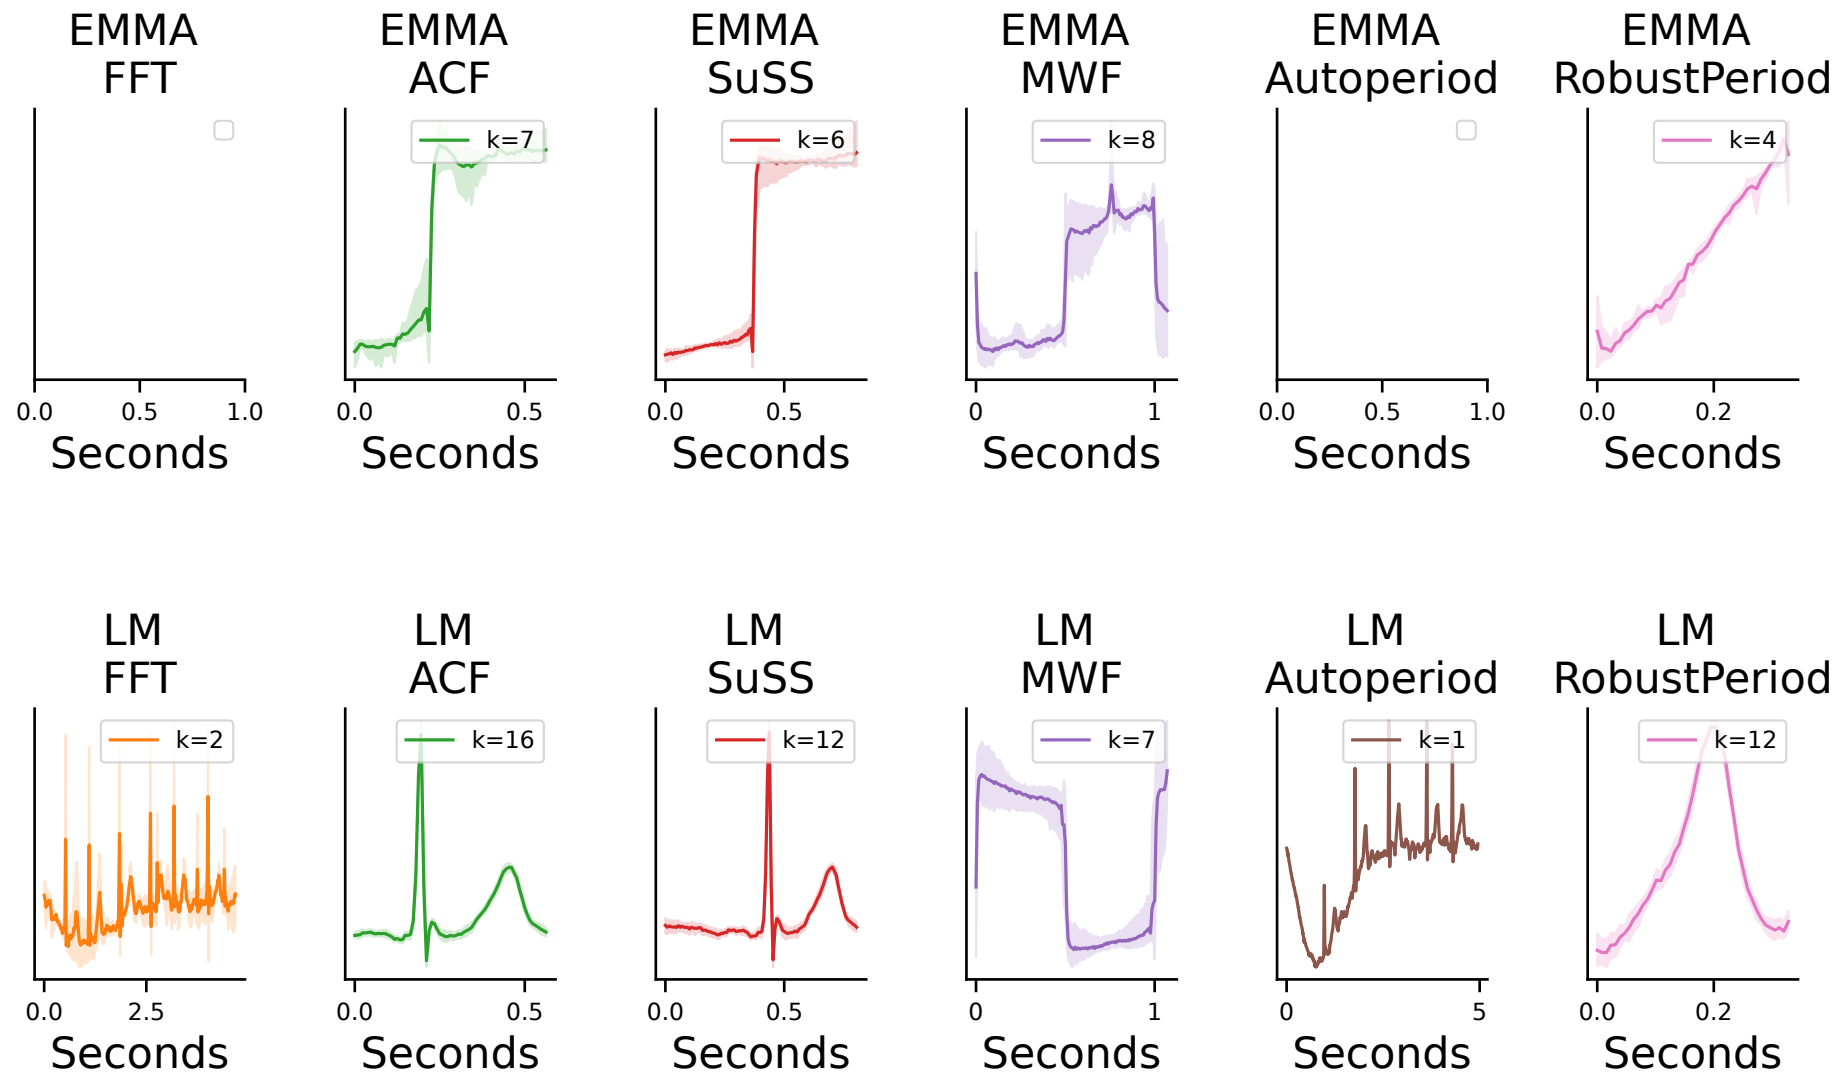 EMMA
FFT
EMMA
ACF
EMMA
SuSS
EMMA
MWF
EMMA
Autoperiod
EMMA
RobustPeriod
k=7
k=6
k=8
k=4
0.0 0.5 1.0
0.0 0.5
0.0 0.5
0 1
0.0 0.5 1.0
0.0 0.2
Seconds
Seconds
Seconds
Seconds
Seconds
Seconds
LM
FFT
LM
ACF
LM
SuSS
LM
MWF
LM
Autoperiod
LM
RobustPeriod
k=2
k=16
k=12
k=7
k=1
k=12
0.0 2.5
0.0 0.5
0.0 0.5
0 1
0 5
0.0 0.2
Seconds
Seconds
Seconds
Seconds
Seconds
Seconds